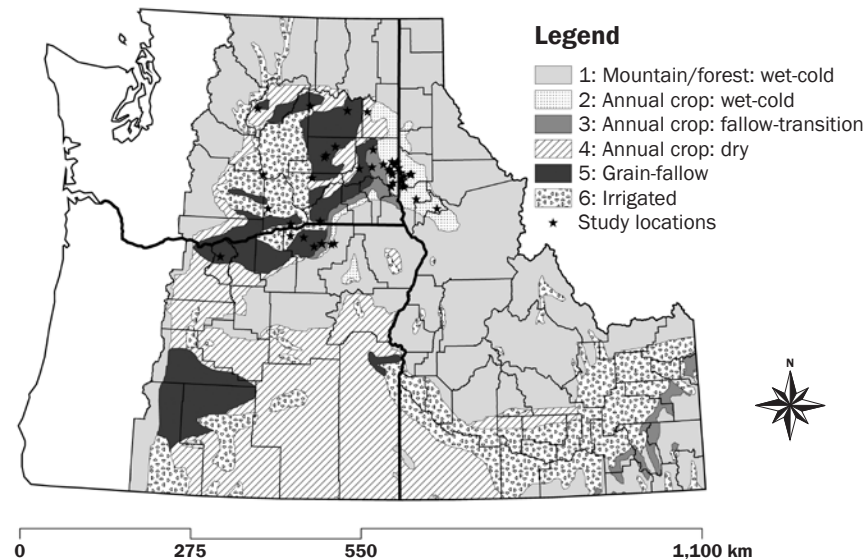 Legend
1: Mountain/forest: wet-cold
2: Annual crop: wet-cold
3: Annual crop: fallow-transition
4: Annual crop: dry
5: Grain-fallow
6: Irrigated
Study locations
N
0 275 550 1,100 km